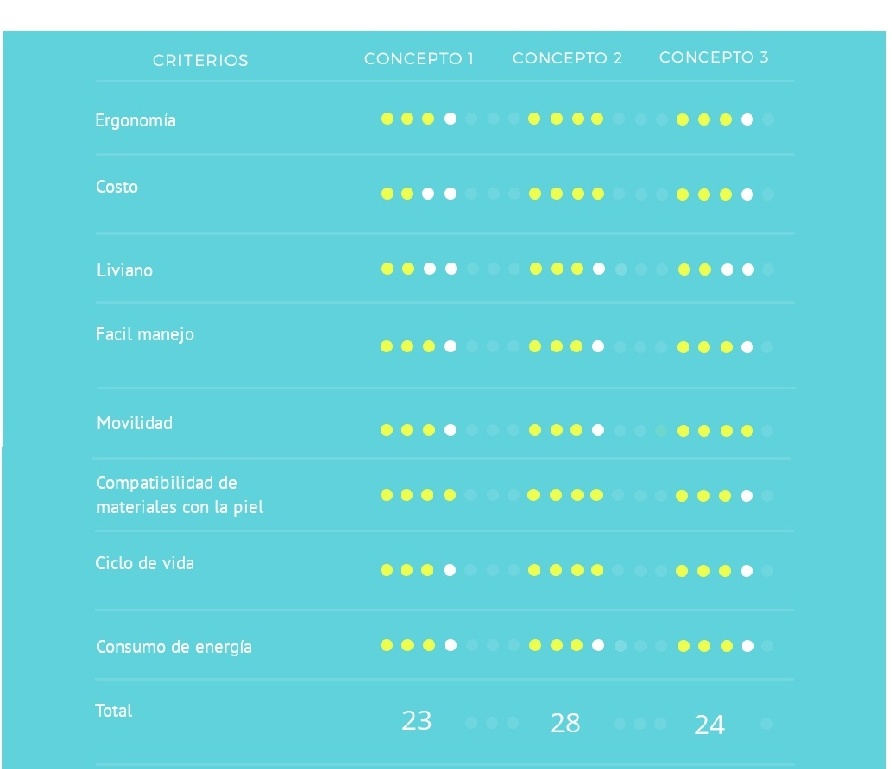 CRITERIOS CONCEPTO 1 CONCEPTO 2 CONCEPTO 3
Ergonomía
Costo
Liviano
Facil manejo
Movilidad
Compatibilidad de
materiales con la piel
Ciclo de vida
Consumo de energía
Total 23 28 24